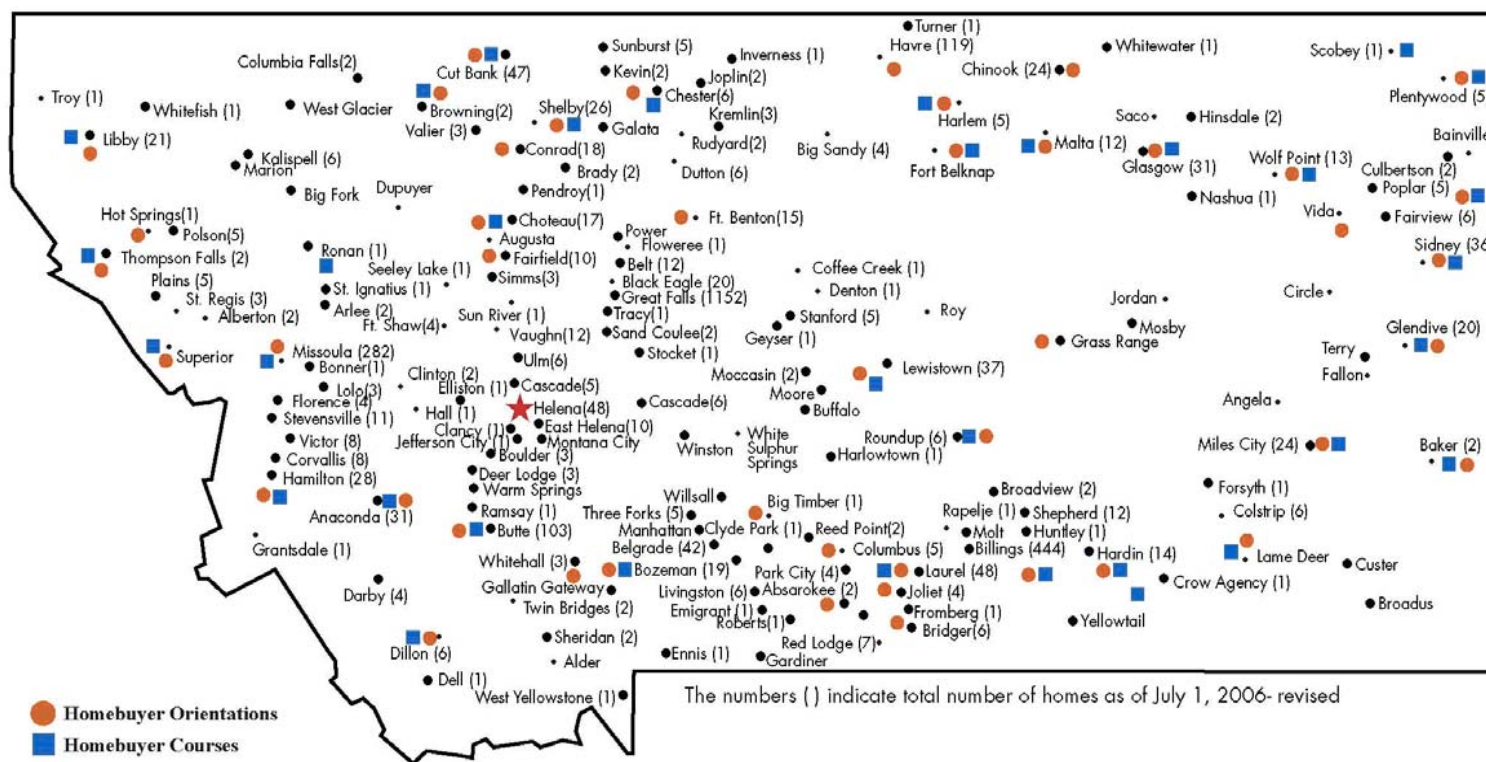 Turner (1)
Sunburst (5)
Inverness (1)
Havre (119)
Whitewater (1)
Scobey (1)
Columbia Falls(2)
Cut Bank (47)
Kevin(2)
Joplin(2)
Chinook (24)
Plentywood (5
Troy (1)
Whitefish (1)
West Glacier
Browning(2)
Shelby(26)
Chester(6)
Kremlin(3)
Harlem (5)
Saco
Hinsdale (2)
Libby (21)
Valier (3)
Galata
Rudyard(2)
Big Sandy (4)
Malta (12)
Bainville
Kalispell (6)
Marion
Conrad(18)
Brady (2)
Dutton (6)
Fort Belknap
Glasgow (31)
Wolf Point (13)
Culbertson (2)
Poplar (5)
Big Fork
Dupuyer
Pendroy(1)
Nashua (1)
Hot Springs(1)
Polson(5)
Choteau(17)
Ft. Benton(15)
Vida
Fairview (6)
Thompson Falls (2)
Ronan (1)
Augusta
Power
Floweree (1)
Sidney (36
Plains (5)
Seeley Lake (1)
Fairfield(10)
Belt (12)
Coffee Creek (1)
St. Regis (3)
St. Ignatius (1)
Simms(3)
Black Eagle (20)
Denton (1)
Jordan
Circle
Alberton (2)
Arlee (2)
Sun River (1)
Great Falls (1152)
Ft. Shaw(4)
Vaughn(12)
Tracy(1)
Stanford (5)
Roy
Mosby
Sand Coulee(2)
Geyser (1)
Grass Range
Glendive (20)
Superior
Missoula (282)
Ulm(6)
Stocket (1)
Terry
Bonner(1)
Clinton (2)
Moccasin (2)
Lewistown (37)
Fallon
Lolo(3)
Elliston (1)
Cascade(5)
Moore
Florence (4)
Hall (1)
Helena(48)
Cascade(6)
Buffalo
Angela
Stevensville (11)
Clancy (1)
East Helena(10)
Victor (8)
Jefferson City(1)
Montana City
Winston
White
Sulphur
Springs
Roundup (6)
Miles City (24)
Baker (2)
Corvallis (8)
Boulder (3)
Harlowtown (1)
Hamilton (28)
Deer Lodge (3)
Warm Springs
Willsall
Big Timber (1)
Broadview (2)
Forsyth (1)
Anaconda (31)
Ramsay (1)
Three Forks (5)
Rapelje (1)
Shepherd (12)
Colstrip (6)
Butte (103)
Manhattan
Clyde Park (1)
Reed Point(2)
Molt
Huntley (1)
Grantsdale (1)
Belgrade (42)
Columbus (5)
Billings (444)
Hardin (14)
Lame Deer
Whitehall (3)
Bozeman (19)
Park City (4)
Laurel (48)
Custer
Darby (4)
Gallatin Gateway
Livingston (6)
Absarokee (2)
Joliet (4)
Crow Agency (1)
Twin Bridges (2)
Emigrant (1)
Fromberg (1)
Broadus
Roberts(1)
Bridger(6)
Yellowtail
Dillon (6)
Sheridan (2)
Red Lodge (7)
Alder
Ennis (1)
Gardiner
Dell (1)
West Yellowstone (1)
The numbers ( ) indicate total number of homes as of July 1, 2006- revised
Homebuyer Orientations
Homebuyer Courses